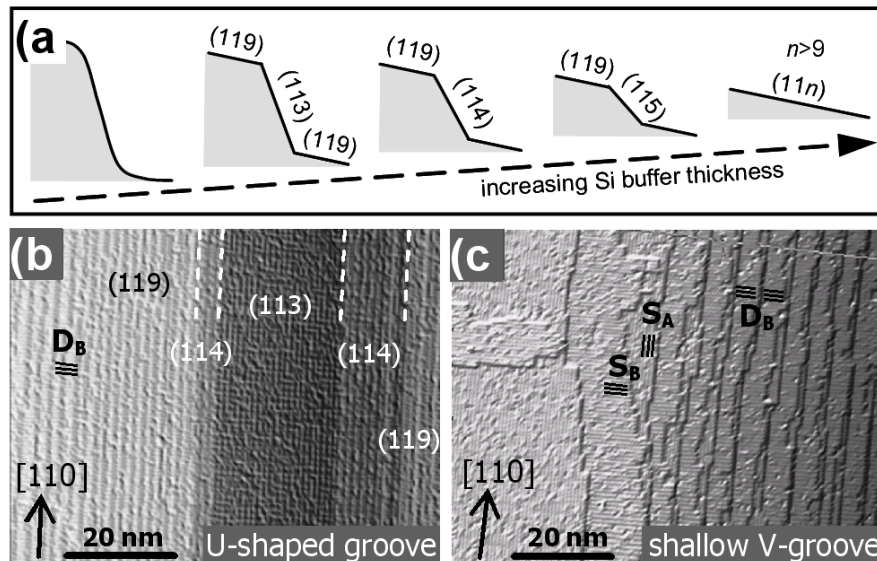 (a
(119)
(113)
(119)
(119)
(114)
(119)
(115)
n>9
(11n)
increasing Si buffer thickness
(b
(119)
(113)
(114)
(114)
(119)
D_B
[110]
20 nm
U-shaped groove
(c
S_A
D_B
S_B
[110]
20 nm
shallow V-groove